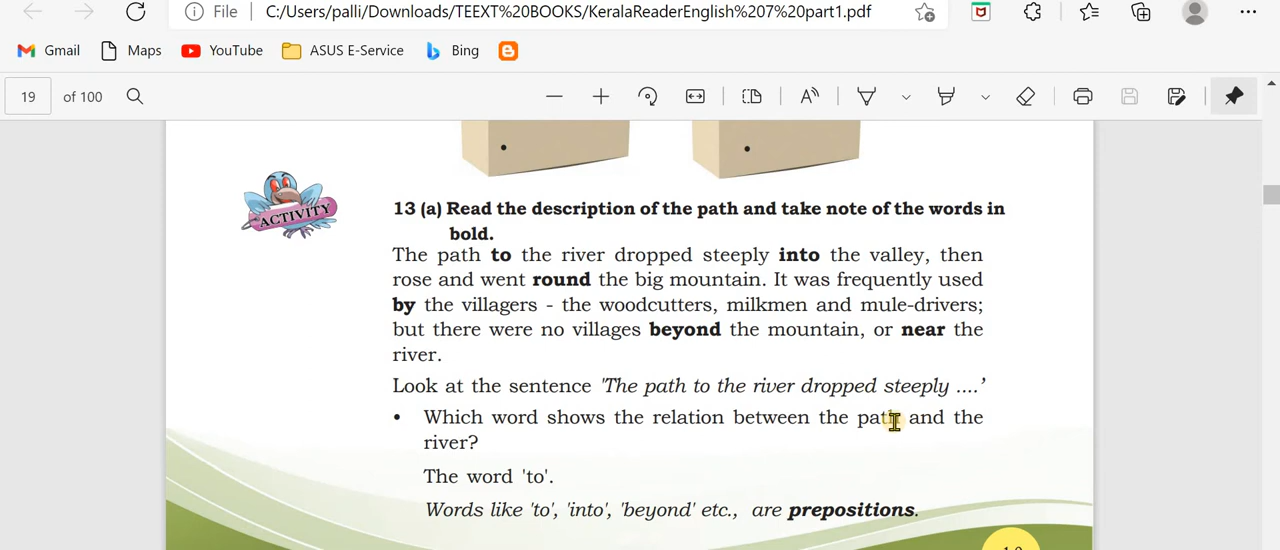 File C:/Users/palli/Downloads/TEEXT%20BOOKS/KeralaReaderEnglish%207%20part1.pdf
Gmail Maps YouTube ASUS E-Service Bing
19 of 100
ACTIVITY
13 (a) Read the description of the path and take note of the words in
bold.
The path to the river dropped steeply into the valley, then
rose and went round the big mountain. It was frequently used
by the villagers - the woodcutters, milkmen and mule-drivers;
but there were no villages beyond the mountain, or near the
river.
Look at the sentence 'The path to the river dropped steeply ....’
• Which word shows the relation between the path and the
river?
The word 'to'.
Words like 'to', 'into', 'beyond' etc., are prepositions.